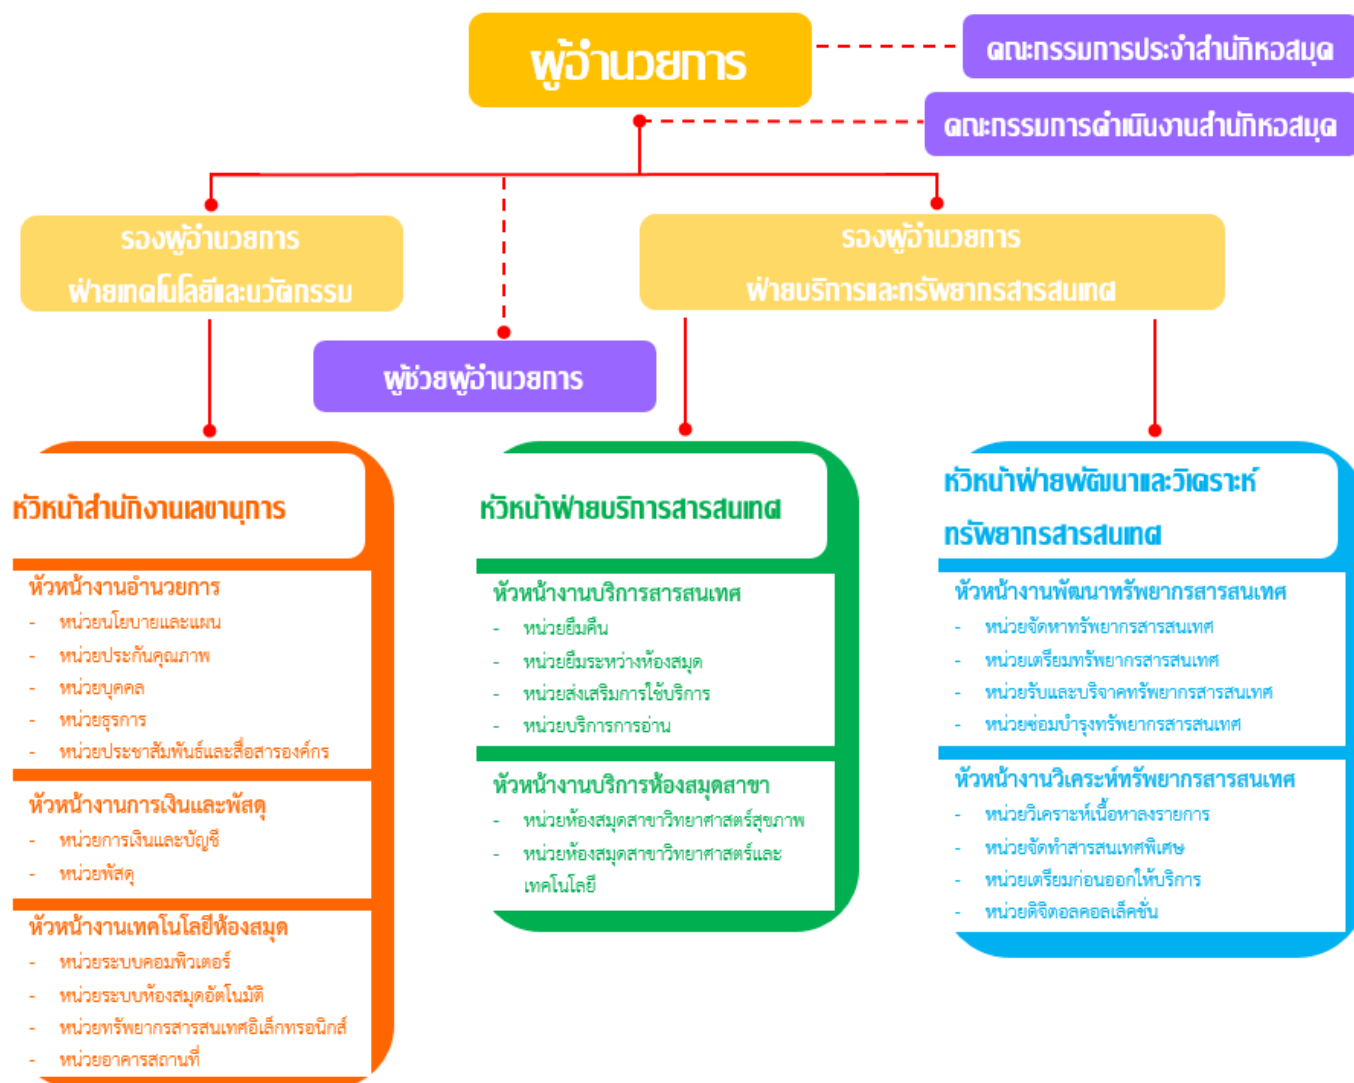 ผู้อำนวยการ
คณะกรรมการประจำสำนักหอสมุด
คณะกรรมการดำเนินงานสำนักหอสมุด
รองผู้อำนวยการ
ฝ่ายเทคโนโลยีและนวัตกรรม
รองผู้อำนวยการ
ฝ่ายบริการและทรัพยากรสารสนเทศ
ผู้ช่วยผู้อำนวยการ
หัวหน้าสำนักงานเลขานุการ
หัวหน้างานอำนวยการ
- หน่วยนโยบายและแผน
- หน่วยประกันคุณภาพ
- หน่วยบุคคล
- หน่วยธุรการ
- หน่วยประชาสัมพันธ์และสื่อสารองค์กร
หัวหน้างานการเงินและพัสดุ
- หน่วยการเงินและบัญชี
- หน่วยพัสดุ
หัวหน้างานเทคโนโลยีห้องสมุด
- หน่วยระบบคอมพิวเตอร์
- หน่วยระบบห้องสมุดอัตโนมัติ
- หน่วยทรัพยากรสารสนเทศอิเล็กทรอนิกส์
- หน่วยอาคารสถานที่
หัวหน้าฝ่ายบริการสารสนเทศ
หัวหน้างานบริการสารสนเทศ
- หน่วยยืมคืน
- หน่วยยืมระหว่างห้องสมุด
- หน่วยส่งเสริมการใช้บริการ
- หน่วยบริการการอ่าน
หัวหน้างานบริการห้องสมุดสาขา
- หน่วยห้องสมุดสาขาวิทยาศาสตร์สุขภาพ
- หน่วยห้องสมุดสาขาวิทยาศาสตร์และ
เทคโนโลยี
หัวหน้าฝ่ายพัฒนาและวิเคราะห์
ทรัพยากรสารสนเทศ
หัวหน้างานพัฒนาทรัพยากรสารสนเทศ
- หน่วยจัดหาทรัพยากรสารสนเทศ
- หน่วยเตรียมทรัพยากรสารสนเทศ
- หน่วยรับและบริจาคทรัพยากรสารสนเทศ
- หน่วยซ่อมบำรุงทรัพยากรสารสนเทศ
หัวหน้างานวิเคระห์ทรัพยากรสารสนเทศ
- หน่วยวิเคราะห์เนื้อหาลงรายการ
- หน่วยจัดทำสารสนเทศพิเศษ
- หน่วยเตรียมก่อนออกให้บริการ
- หน่วยดิจิตอลคอลเล็คชั่น